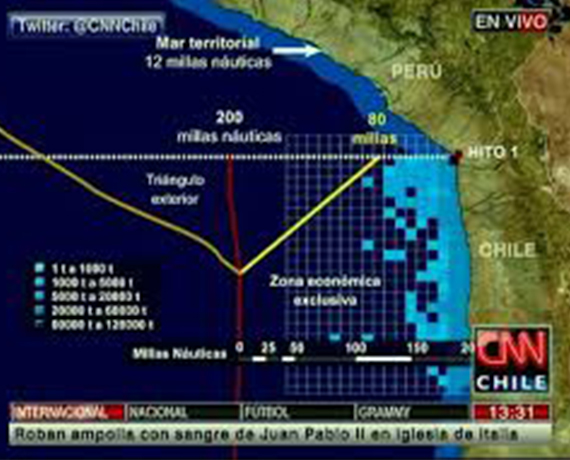 Twitter: @CNNChile
EN VIVO
Mar territorial
12 millas náuticas
PERÚ
200
millas náuticas
80
millas
HITO 1
Triángulo
exterior
CHILE
Zona económica
exclusiva
1 t a 1000 t
1000 t a 5000 t
5000 t a 20000 t
20000 t a 60000 t
60000 t a 120000 t
Millas Náuticas 0 25 50 100 150 20
CNN
CHILE
INTERNACIONAL NACIONAL FÚTBOL GRAMMY 13:31
Roban ampolla con sangre de Juan Pablo II en iglesia de Italia